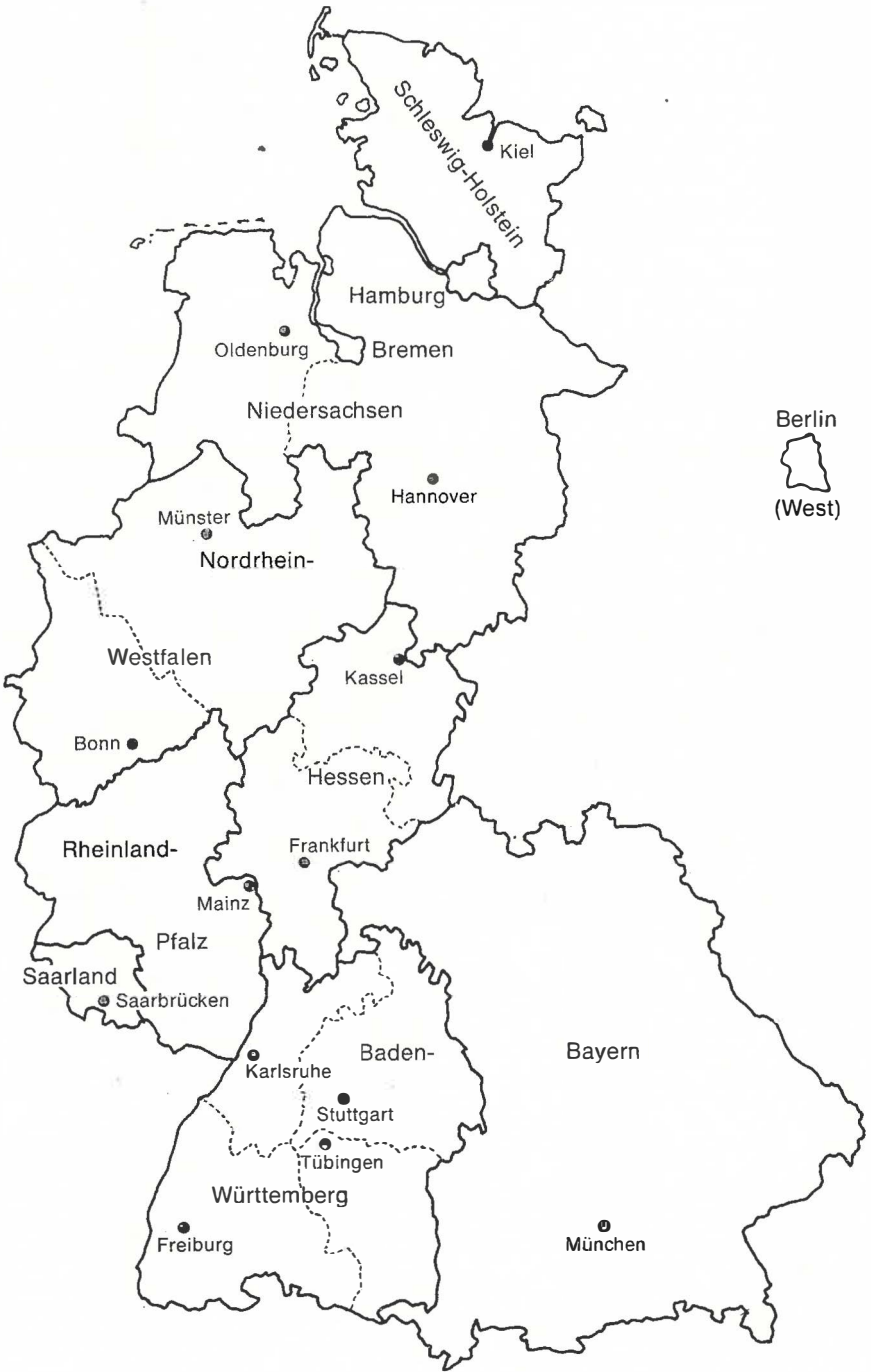 Schleswig-Holstein
Kiel
Hamburg
Oldenburg
Bremen
Niedersachsen
Berlin
(West)
Hannover
Münster
Nordrhein-
Westfalen
Kassel
Bonn
Hessen
Rheinland-
Frankfurt
Mainz
Pfalz
Saarland
Saarbrücken
Karlsruhe
Baden-
Bayern
Stuttgart
Tübingen
Württemberg
Freiburg
München